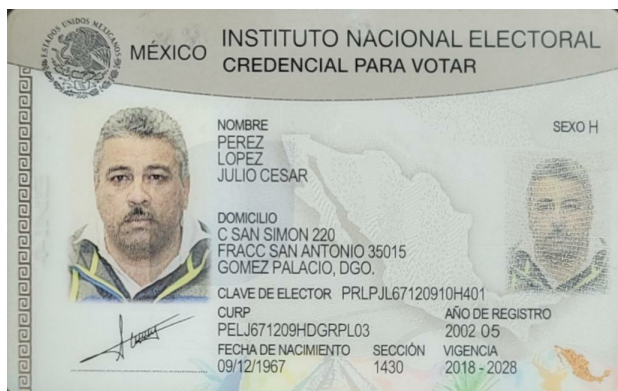 ESTADOS UNIDOS MEXICANOS
MÉXICO INSTITUTO NACIONAL ELECTORAL
CREDENCIAL PARA VOTAR
NOMBRE
SEXO H
PEREZ
LOPEZ
JULIO CESAR
DOMICILIO
C SAN SIMON 220
FRACC SAN ANTONIO 35015
GOMEZ PALACIO, DGO.
CLAVE DE ELECTOR PRLPJL67120910H401
CURP AÑO DE REGISTRO
PELJ671209HDGRPL03 2002 05
FECHA DE NACIMIENTO SECCIÓN VIGENCIA
09/12/1967 1430 2018 - 2028